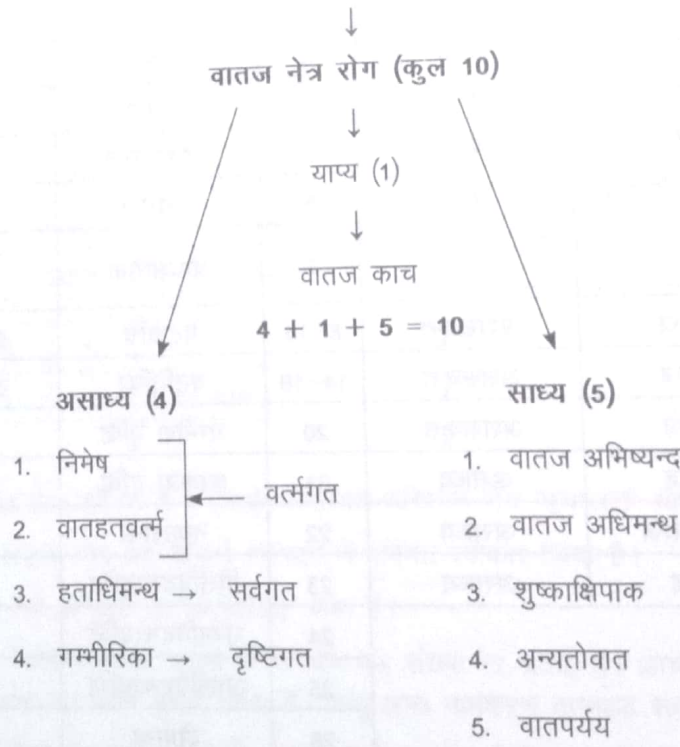 ↓
वातज नेत्र रोग (कुल 10)
↓
याप्य (1)
↓
वातज काच
4 + 1 + 5 = 10
असाध्य (4)
1. निमेष
2. वातहतवर्त्म
← वर्त्मगत
3. हताधिमन्थ → सर्वगत
4. गम्भीरिका → दृष्टिगत
साध्य (5)
1. वातज अभिष्यन्द
2. वातज अधिमन्थ
3. शुष्काक्षिपाक
4. अन्यतोवात
5. वातपर्यय